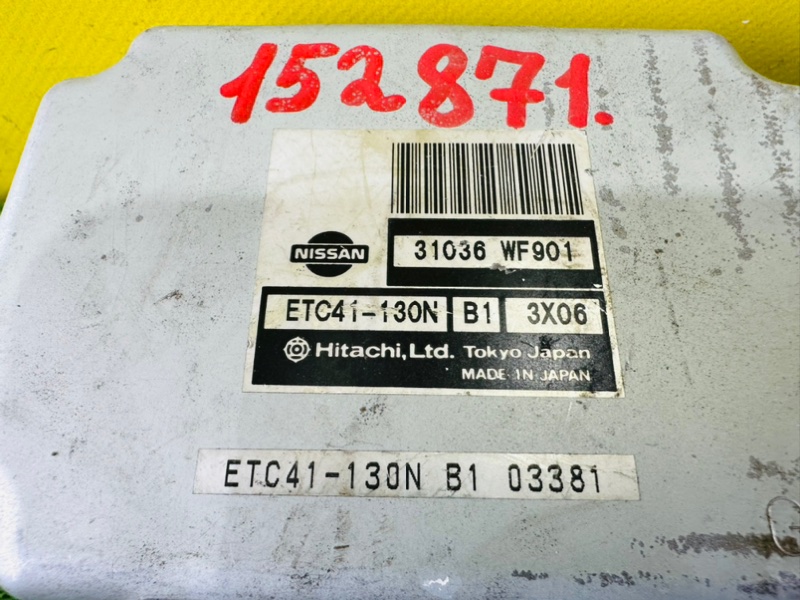 152871.
NISSAN
31036 WF901
ETC41-130N B1 3X06
Hitachi, Ltd. Tokyo Japan
MADE IN JAPAN
ETC41-130N B1 03381